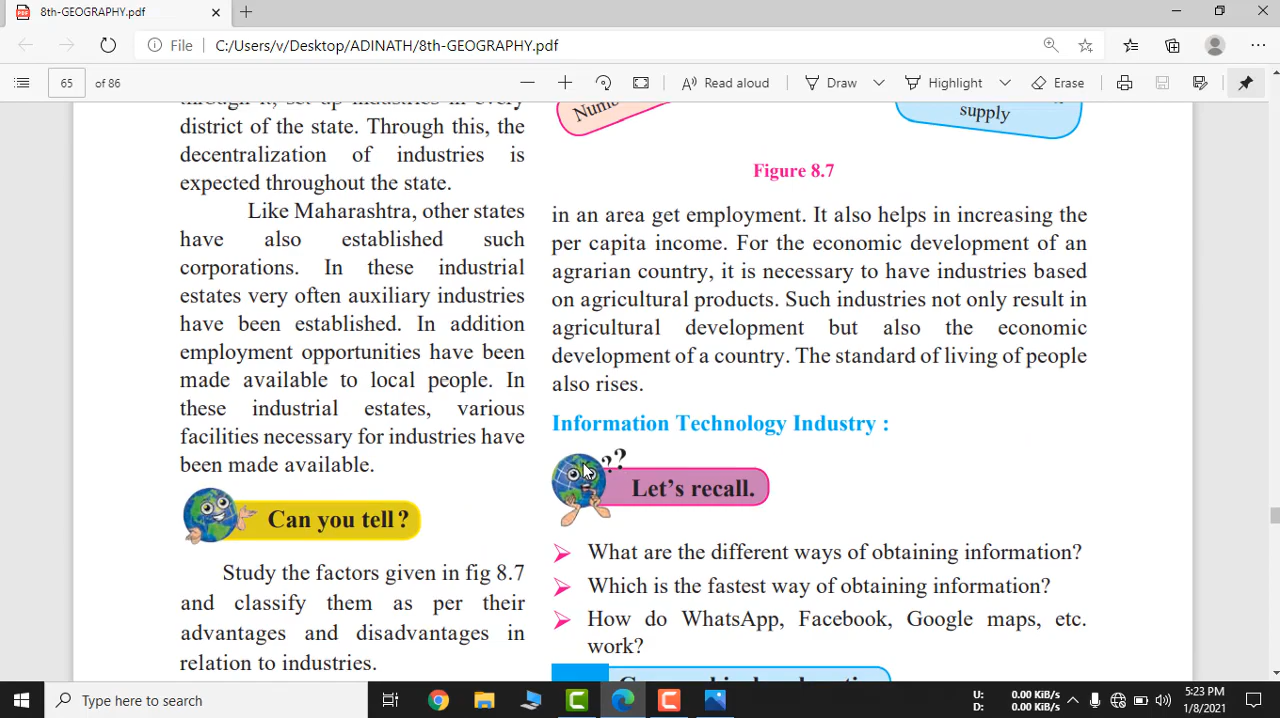 8th-GEOGRAPHY.pdf
File
C:/Users/v/Desktop/ADINATH/8th-GEOGRAPHY.pdf
65 of 86
Read aloud
Draw
Highlight
Erase
through it, set up industries in every
district of the state. Through this, the
decentralization of industries is
expected throughout the state.
Like Maharashtra, other states
have also established such
corporations. In these industrial
estates very often auxiliary industries
have been established. In addition
employment opportunities have been
made available to local people. In
these industrial estates, various
facilities necessary for industries have
been made available.
Can you tell?
Study the factors given in fig 8.7
and classify them as per their
advantages and disadvantages in
relation to industries.
supply
Figure 8.7
in an area get employment. It also helps in increasing the
per capita income. For the economic development of an
agrarian country, it is necessary to have industries based
on agricultural products. Such industries not only result in
agricultural development but also the economic
development of a country. The standard of living of people
also rises.
Information Technology Industry :
??
Let's recall.
What are the different ways of obtaining information?
Which is the fastest way of obtaining information?
How do WhatsApp, Facebook, Google maps, etc.
work?
Type here to search
U: 0.00 KiB/s
D: 0.00 KiB/s
5:23 PM
1/8/2021